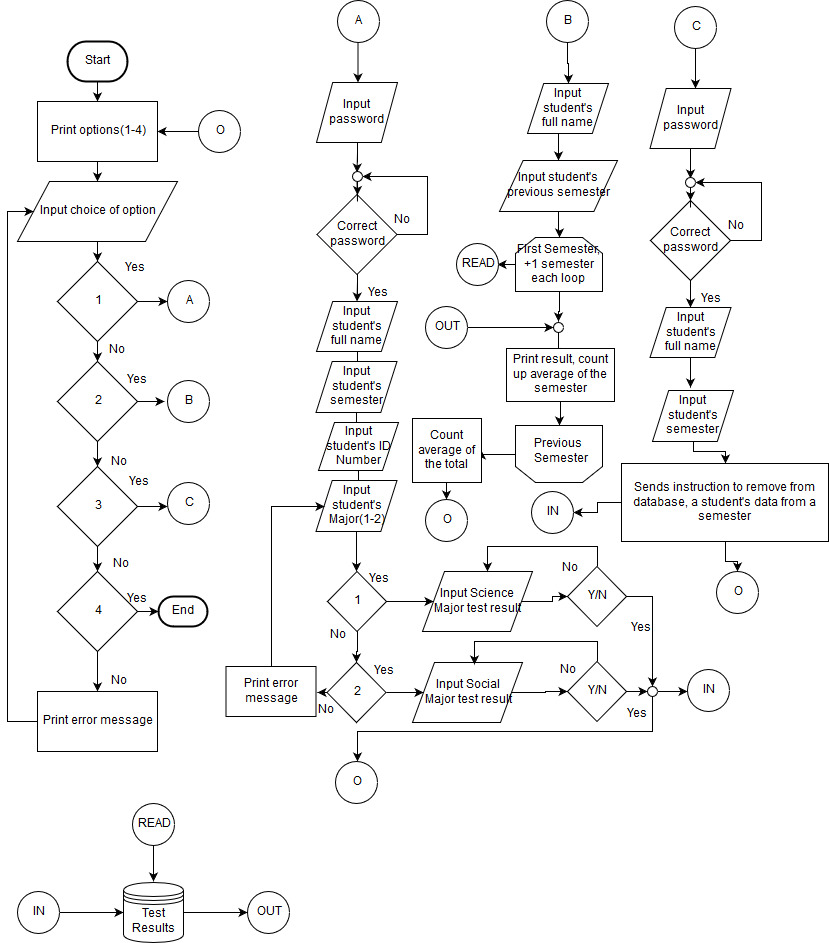 Start
Print options(1-4)
O
Input choice of option
Yes
1
A
No
Yes
2
B
No
Yes
3
C
No
Yes
4
End
No
Print error message
A
Input
password
Correct
password
No
Yes
Input
student's
full name
Input
student's
semester
Input
student's ID
Number
Input
student's
Major(1-2)
Yes
1
No
Yes
2
No
Print error
message
Input Science
Major test result
No
Y/N
Yes
Input Social
Major test result
No
Y/N
Yes
IN
O
B
Input
student's
full name
Input student's
previous semester
First Semester,
+1 semester
each loop
READ
OUT
Print result, count
up average of the
semester
Previous
Semester
Count
average of
the total
O
C
Input
password
Correct
password
No
Yes
Input
student's
full name
Input
student's
semester
Sends instruction to remove from
database, a student's data from a
semester
IN
O
READ
IN
Test
Results
OUT